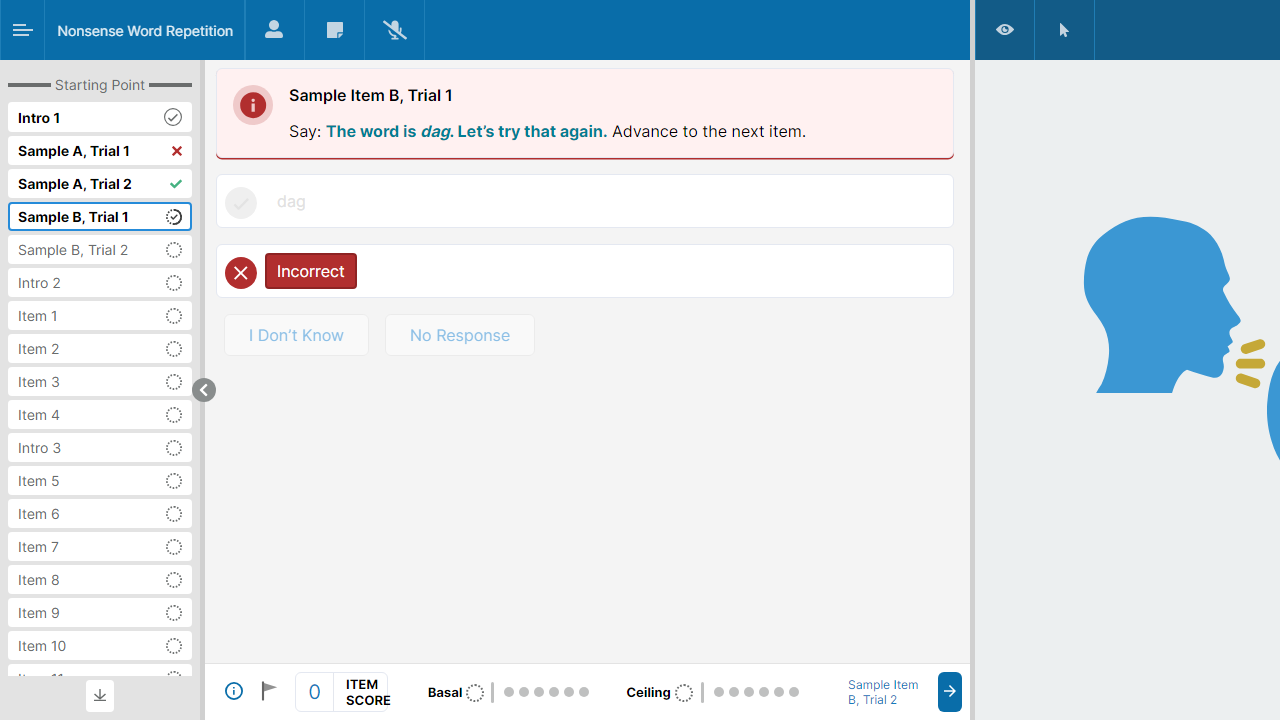 Nonsense Word Repetition
Starting Point
Intro 1
Sample A, Trial 1
Sample A, Trial 2
Sample B, Trial 1
Sample B, Trial 2
Intro 2
Item 1
Item 2
Item 3
Item 4
Intro 3
Item 5
Item 6
Item 7
Item 8
Item 9
Item 10
Sample Item B, Trial 1
Say: The word is dag. Let’s try that again. Advance to the next item.
dag
Incorrect
I Don’t Know
No Response
0
ITEM
SCORE
Basal
Ceiling
Sample Item
B, Trial 2